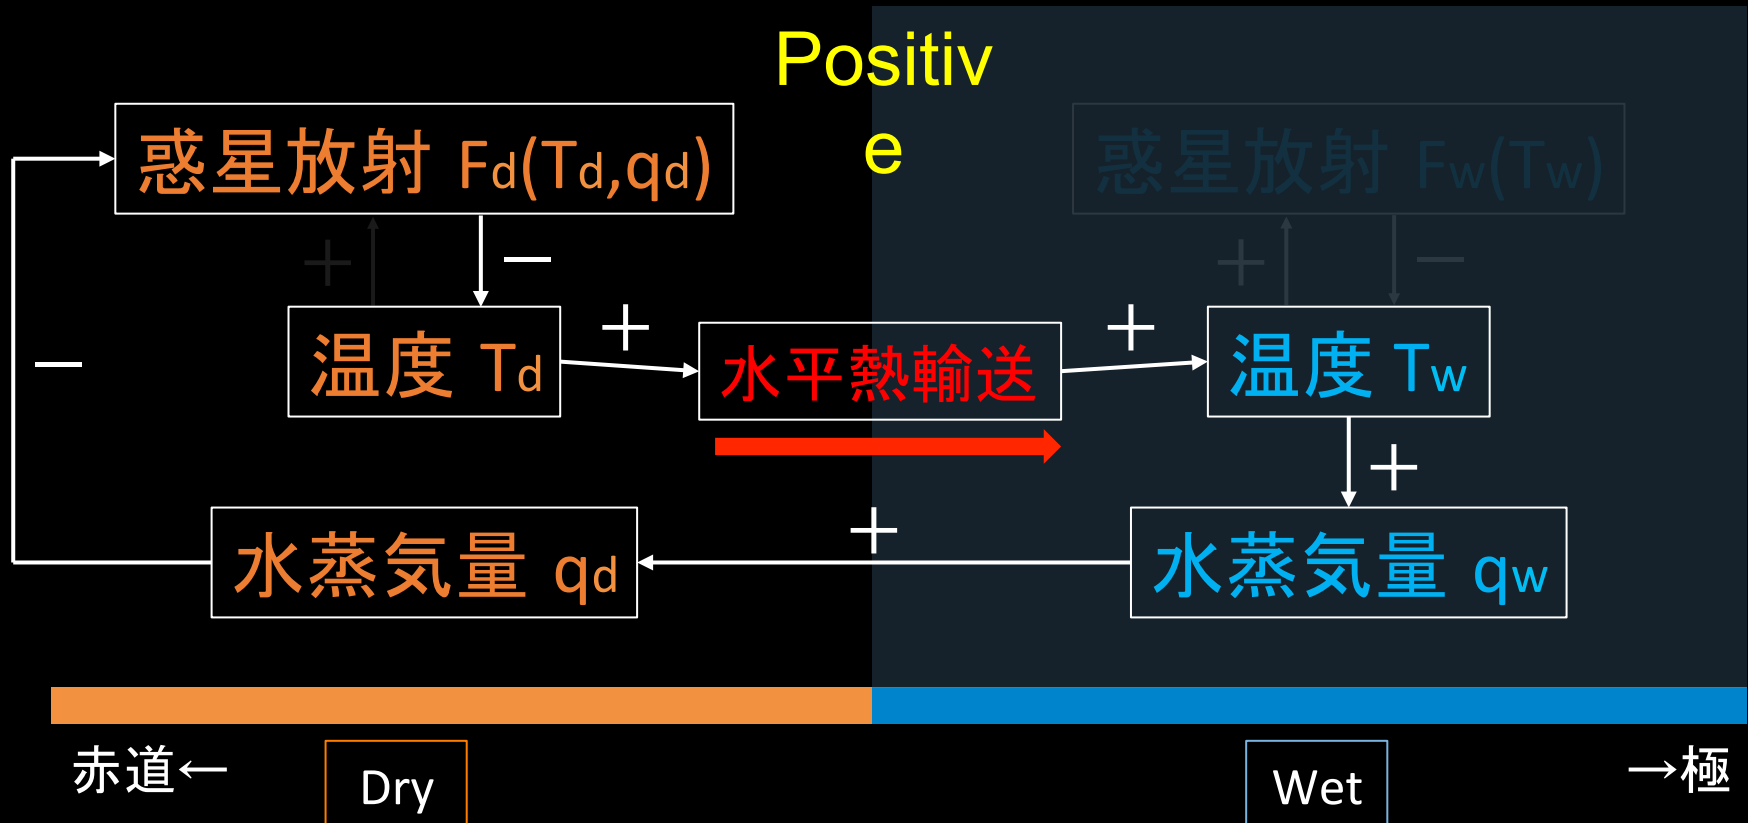 Positiv
e
惑星放射 Fd(Td,qd)
惑星放射 Fw(Tw)
+
−
+
−
温度 Td
+
水平熱輸送
+
温度 Tw
−
+
水蒸気量 qd
+
水蒸気量 qw
赤道←
Dry
Wet
→極